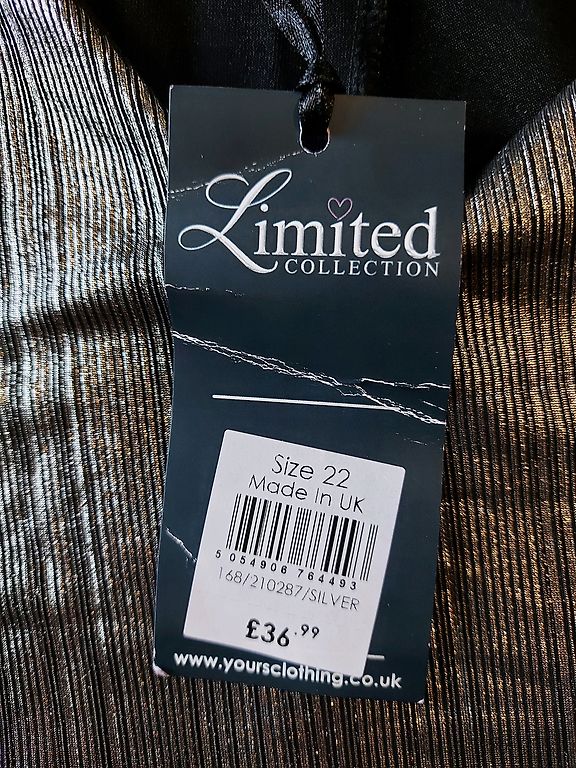 Limited
COLLECTION
Size 22
Made In UK
5 054906 764493
168/210287/SILVER
£36.99
www.yoursclothing.co.uk